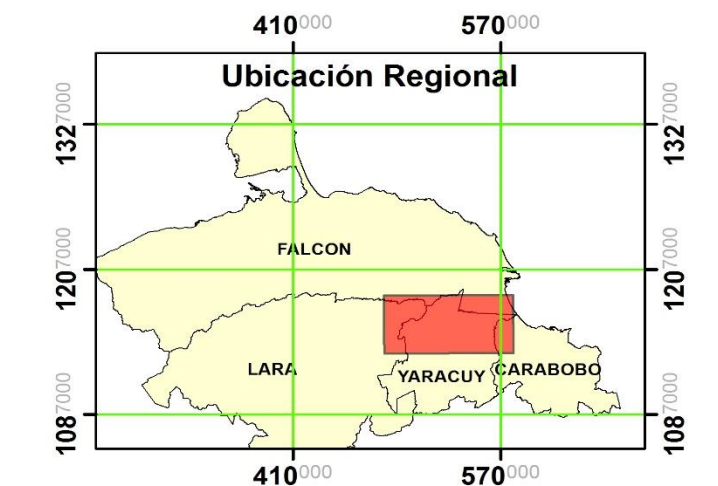 410000 570000
Ubicación Regional
1327000 1327000
FALCON
1207000 1207000
LARA YARACUY CARABOBO
1087000 1087000
410000 570000